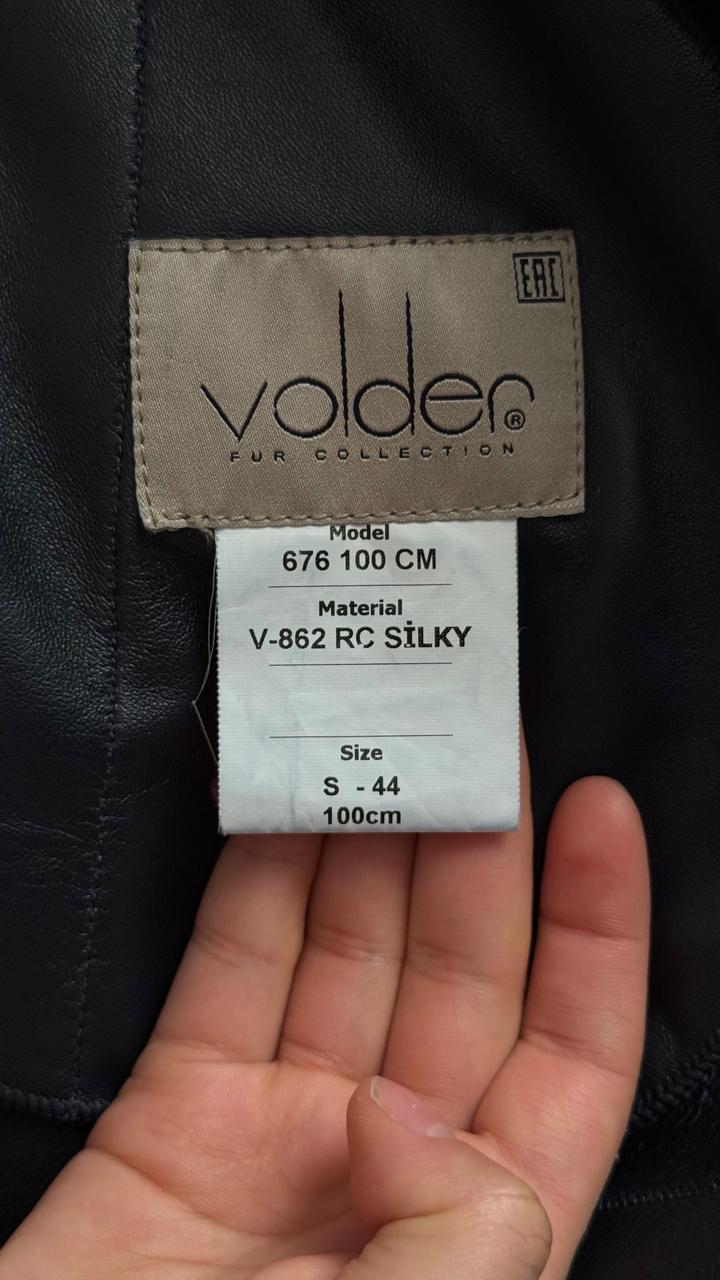 EAC
volder®
FUR COLLECTION
Model
676 100 CM
Material
V-862 RC SİLKY
Size
S - 44
100cm